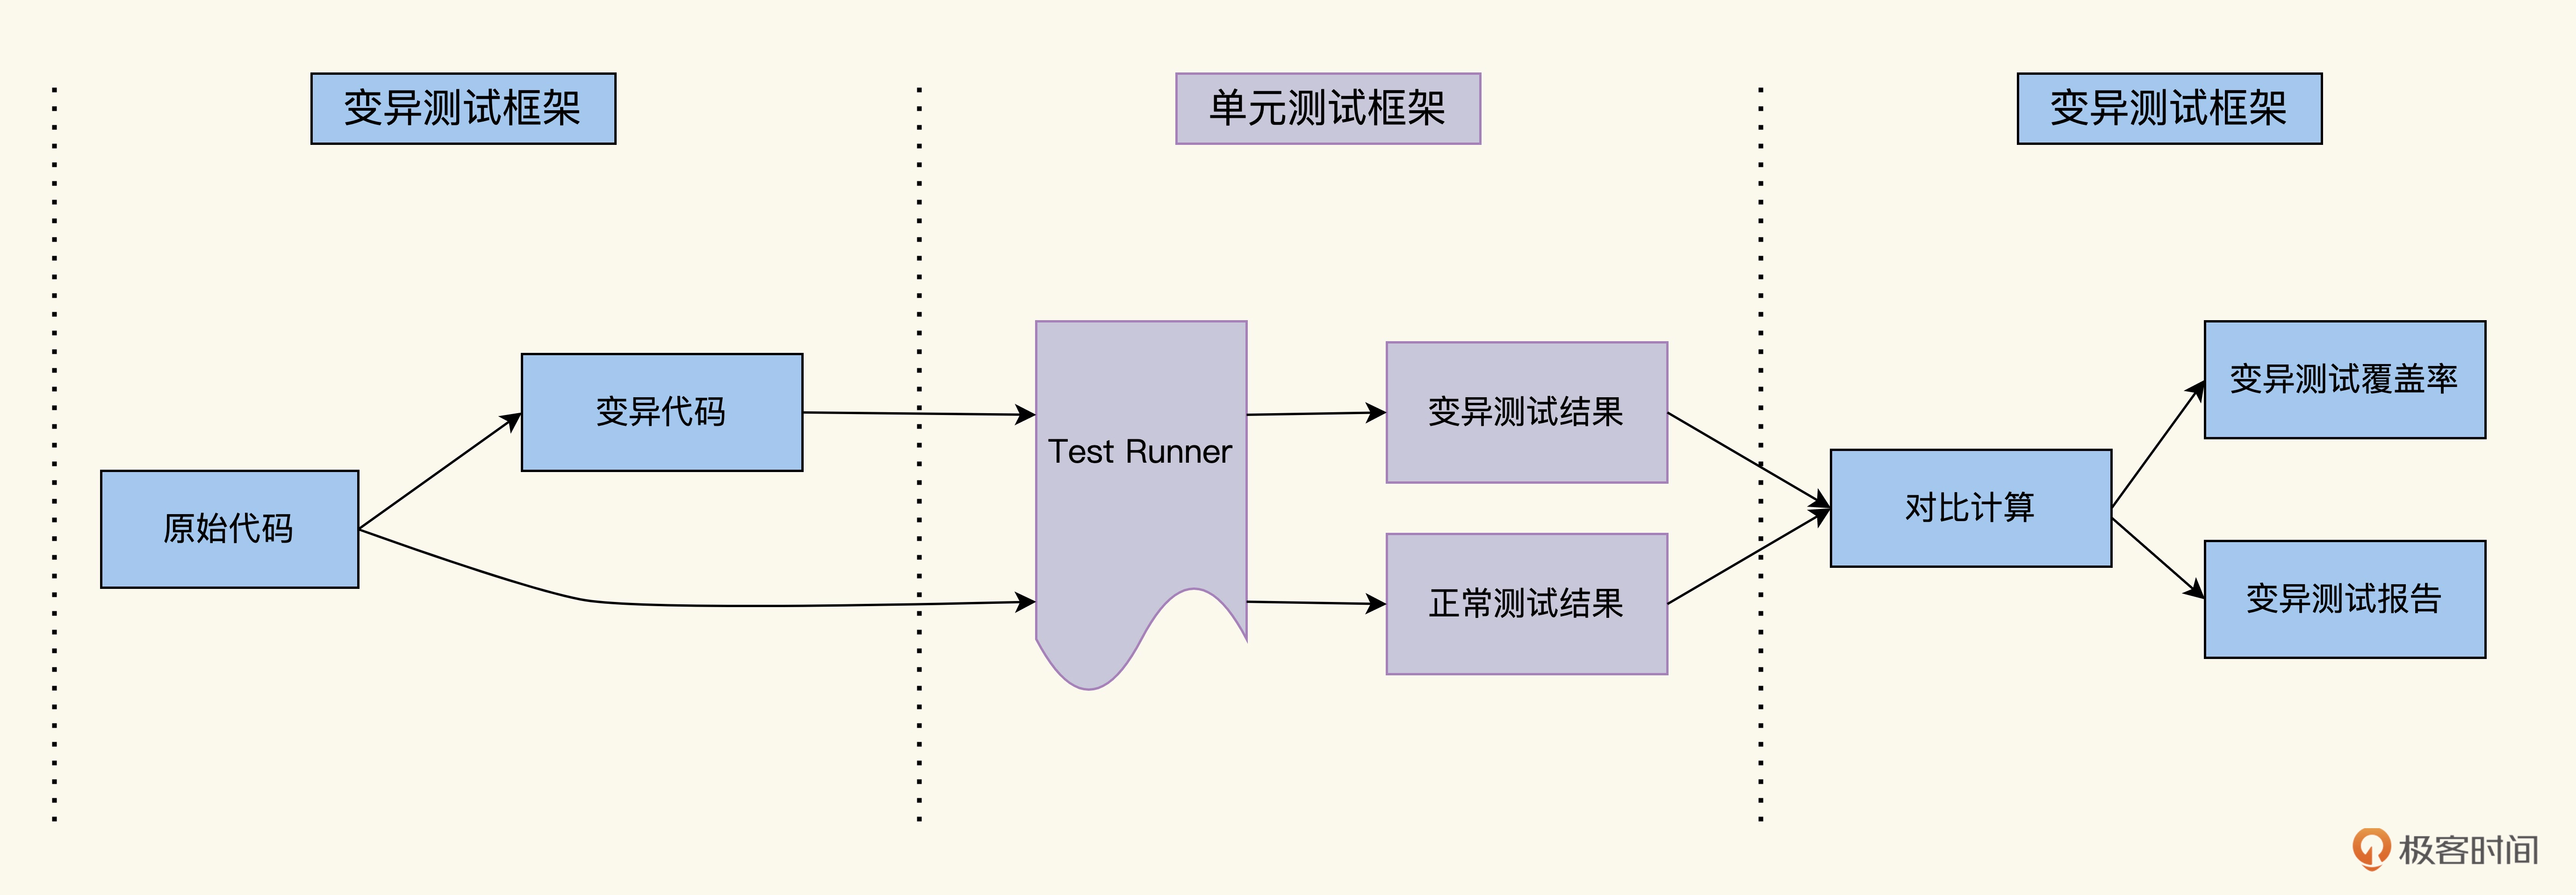 变异测试框架
单元测试框架
变异测试框架
原始代码
变异代码
Test Runner
变异测试结果
正常测试结果
对比计算
变异测试覆盖率
变异测试报告
极客时间